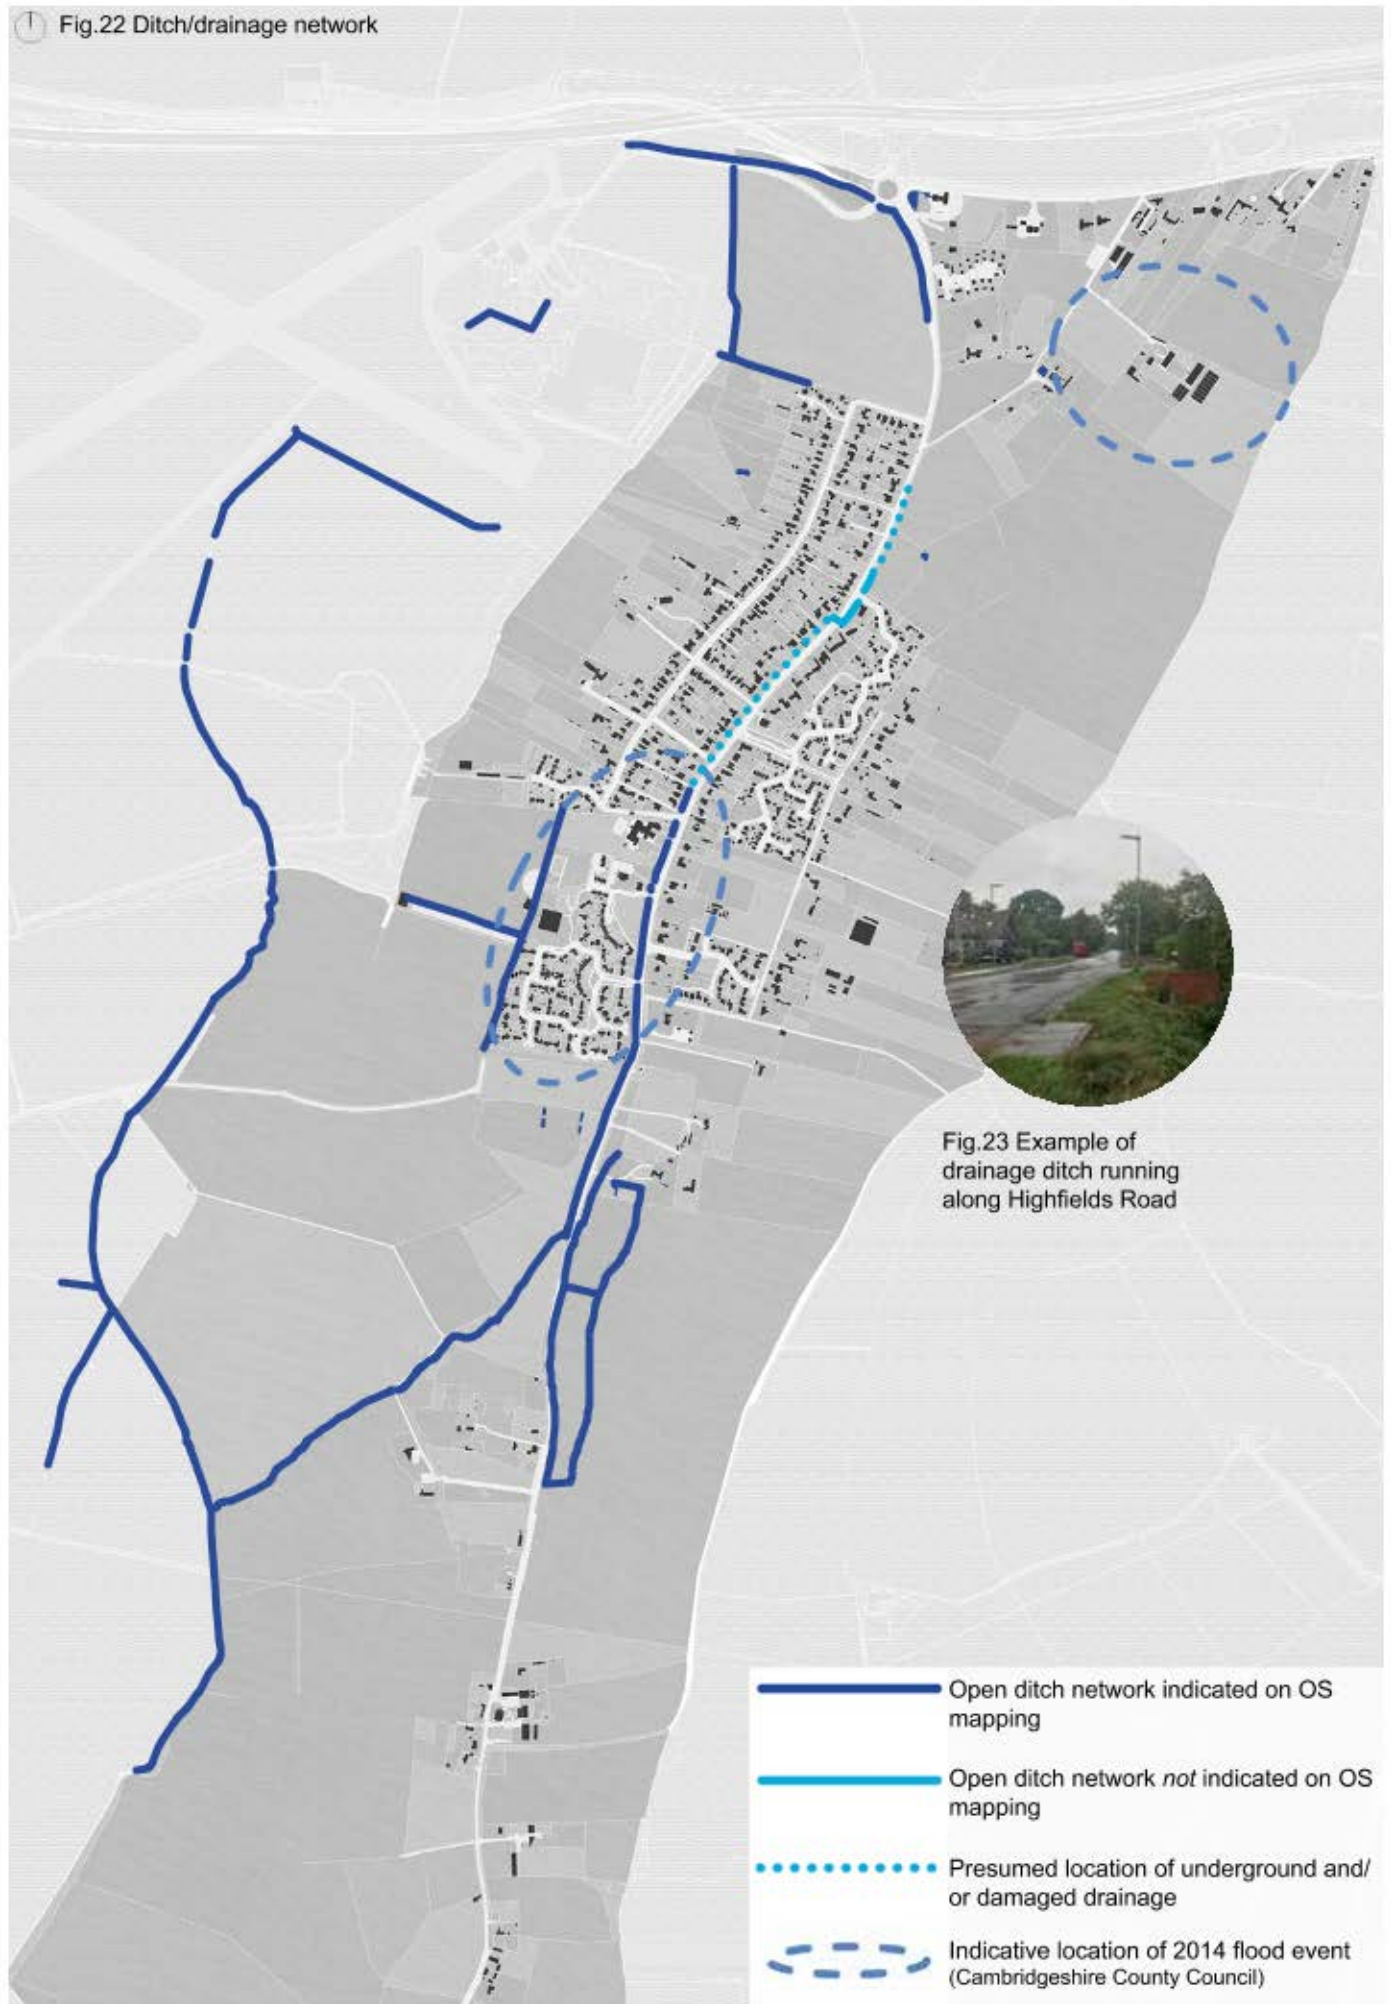 Fig.22 Ditch/drainage network
Fig.23 Example of
drainage ditch running
along Highfields Road
Open ditch network indicated on OS
mapping
Open ditch network not indicated on OS
mapping
Presumed location of underground and/
or damaged drainage
Indicative location of 2014 flood event
(Cambridgeshire County Council)